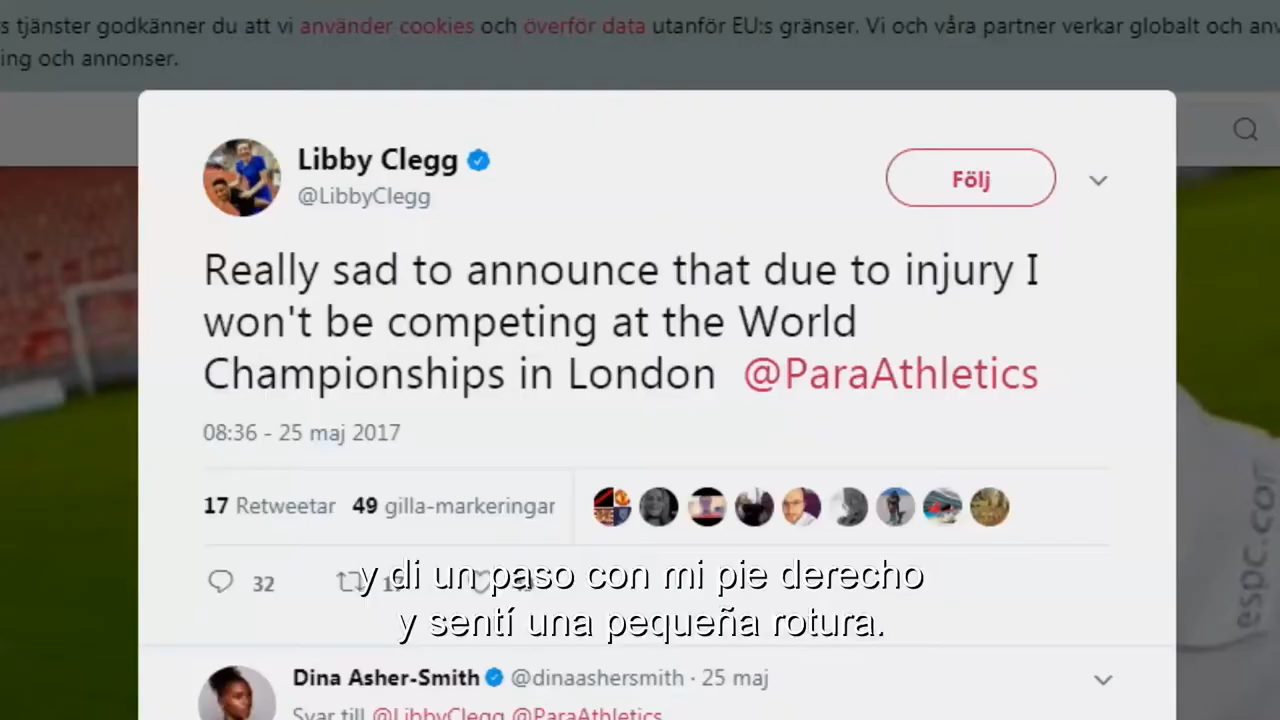 s tjänster godkänner du att vi använder cookies och överför data utanför EU:s gränser. Vi och våra partner verkar globalt och anv
ing och annonser.
Libby Clegg
@LibbyClegg
Följ
Really sad to announce that due to injury I
won't be competing at the World
Championships in London @ParaAthletics
08:36 - 25 maj 2017
17 Retweetar 49 gilla-markeringar
32
y di un paso con mi pie derecho
y sentí una pequeña rotura.
Dina Asher-Smith @dinaashersmith · 25 maj
Svar till @LibbyClegg @ParaAthletics
espc.com